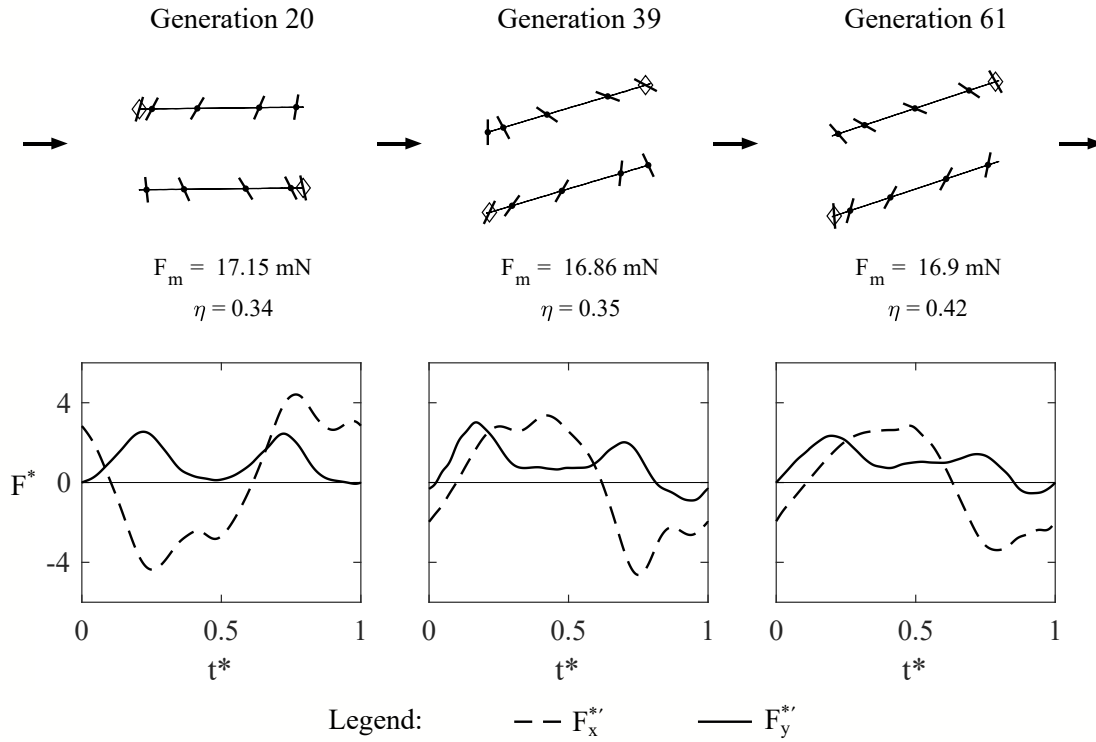 Generation 20 Generation 39 Generation 61
F_m = 17.15 mN F_m = 16.86 mN F_m = 16.9 mN
η = 0.34 η = 0.35 η = 0.42
4
F* 0
-4
0 0.5 1 0 0.5 1 0 0.5 1
t* t* t*
Legend: F_x^*′ F_y^*′